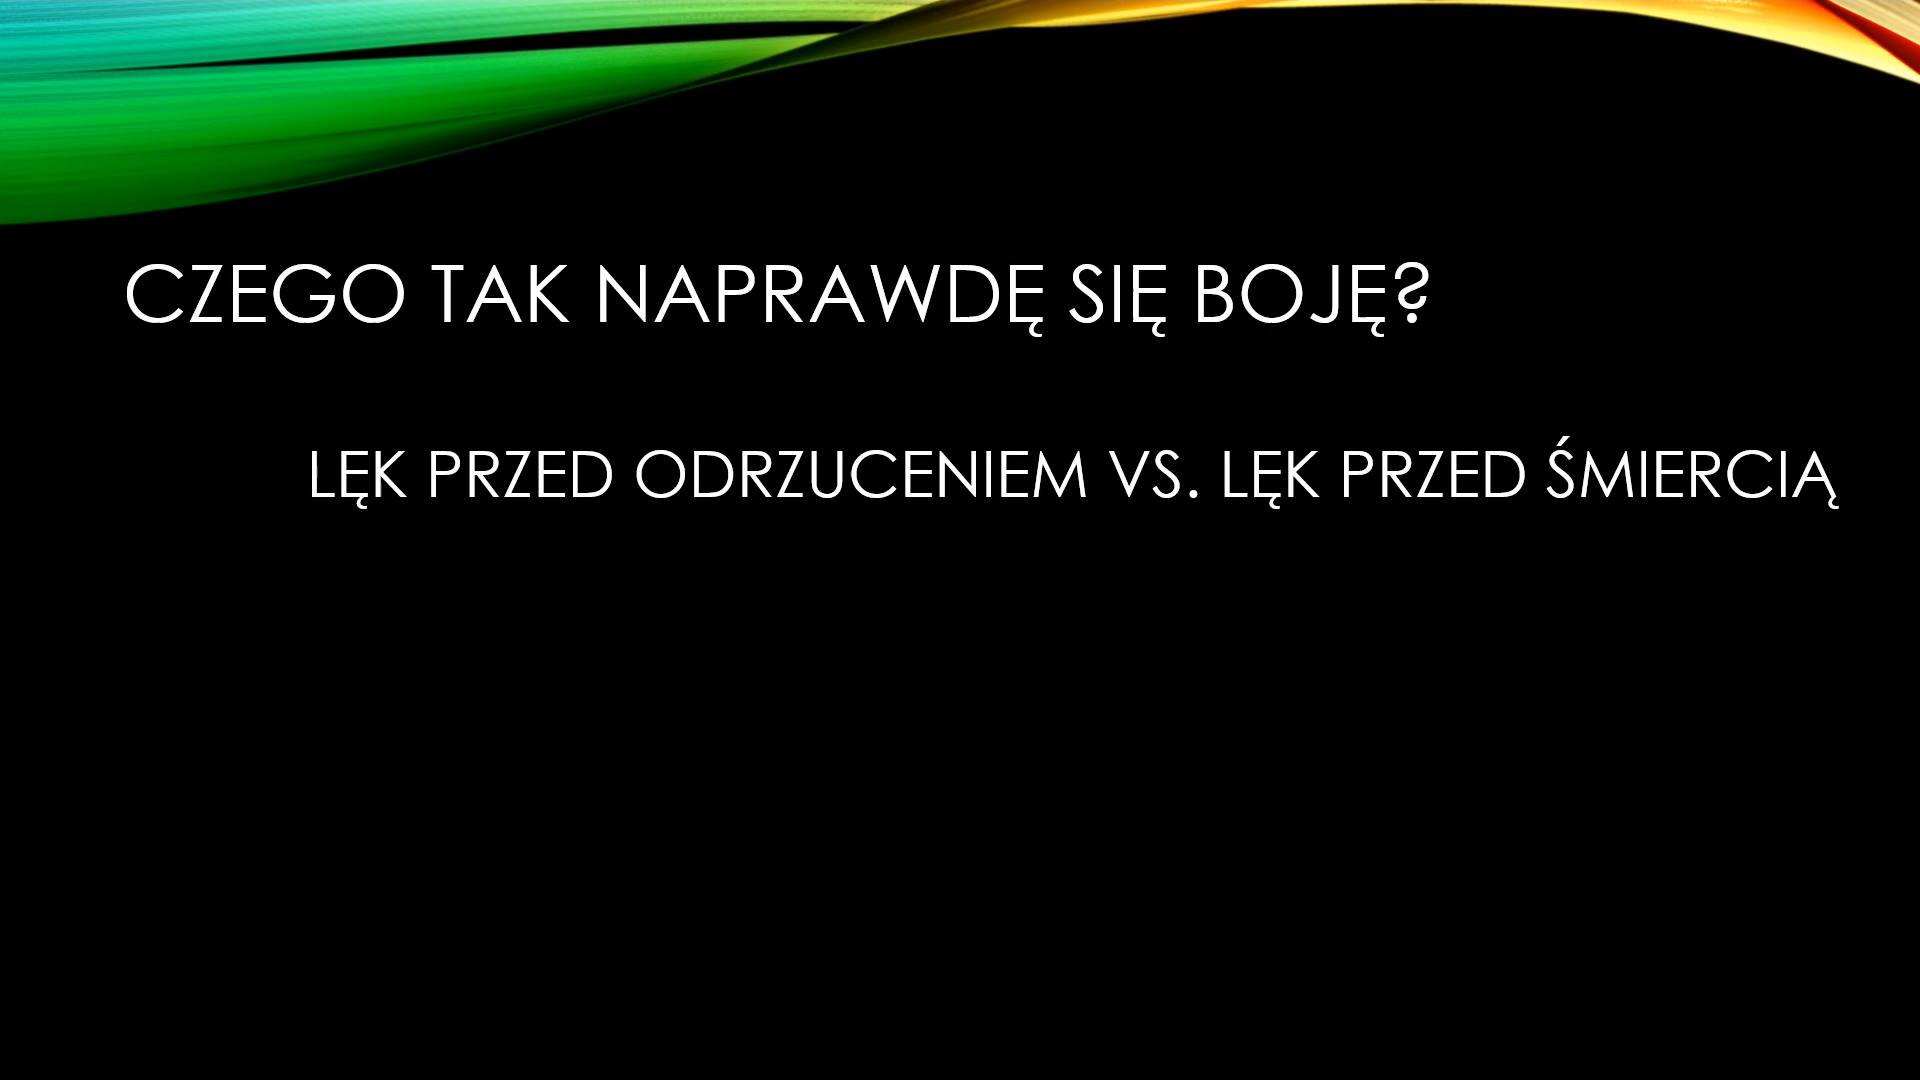 CZEGO TAK NAPRAWDĘ SIĘ BOJĘ?
LĘK PRZED ODRZUCENIEM VS. LĘK PRZED ŚMIERCIĄ